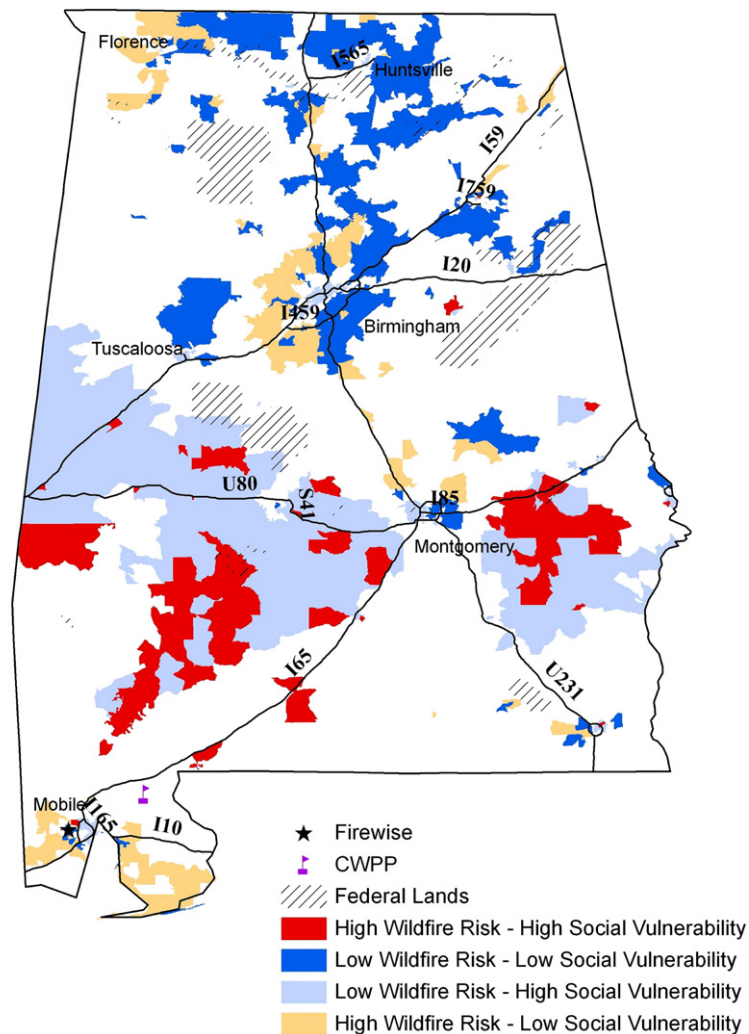 Florence
I565
Huntsville
I59
I759
I20
I459
Birmingham
Tuscaloosa
U80
S41
I85
Montgomery
I65
U231
Mobile
I165
I10
Firewise
CWPP
Federal Lands
High Wildfire Risk - High Social Vulnerability
Low Wildfire Risk - Low Social Vulnerability
Low Wildfire Risk - High Social Vulnerability
High Wildfire Risk - Low Social Vulnerability